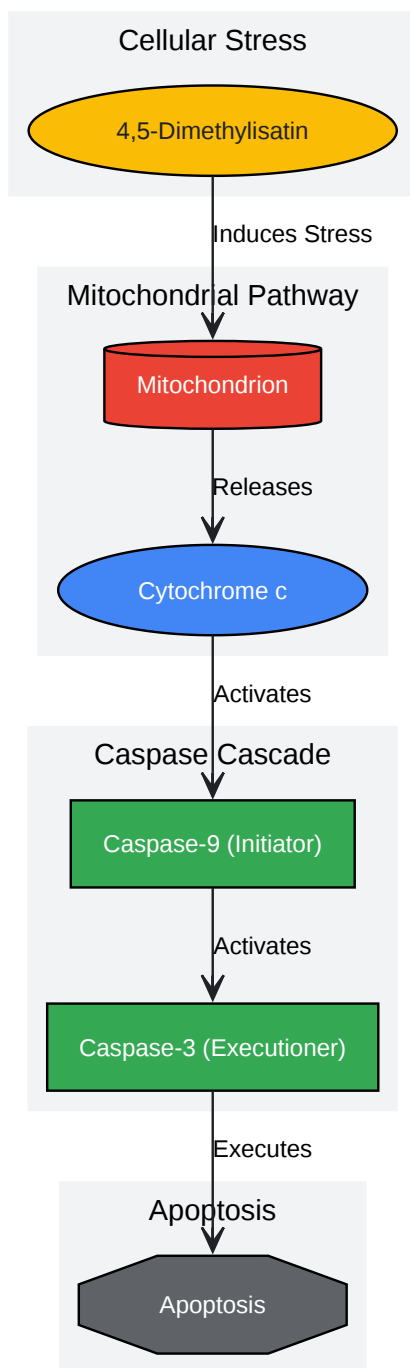 Cellular Stress
4,5-Dimethylisatin
Induces Stress
Mitochondrial Pathway
Mitochondrion
Releases
Cytochrome c
Activates
Caspase Cascade
Caspase-9 (Initiator)
Activates
Caspase-3 (Executioner)
Executes
Apoptosis
Apoptosis